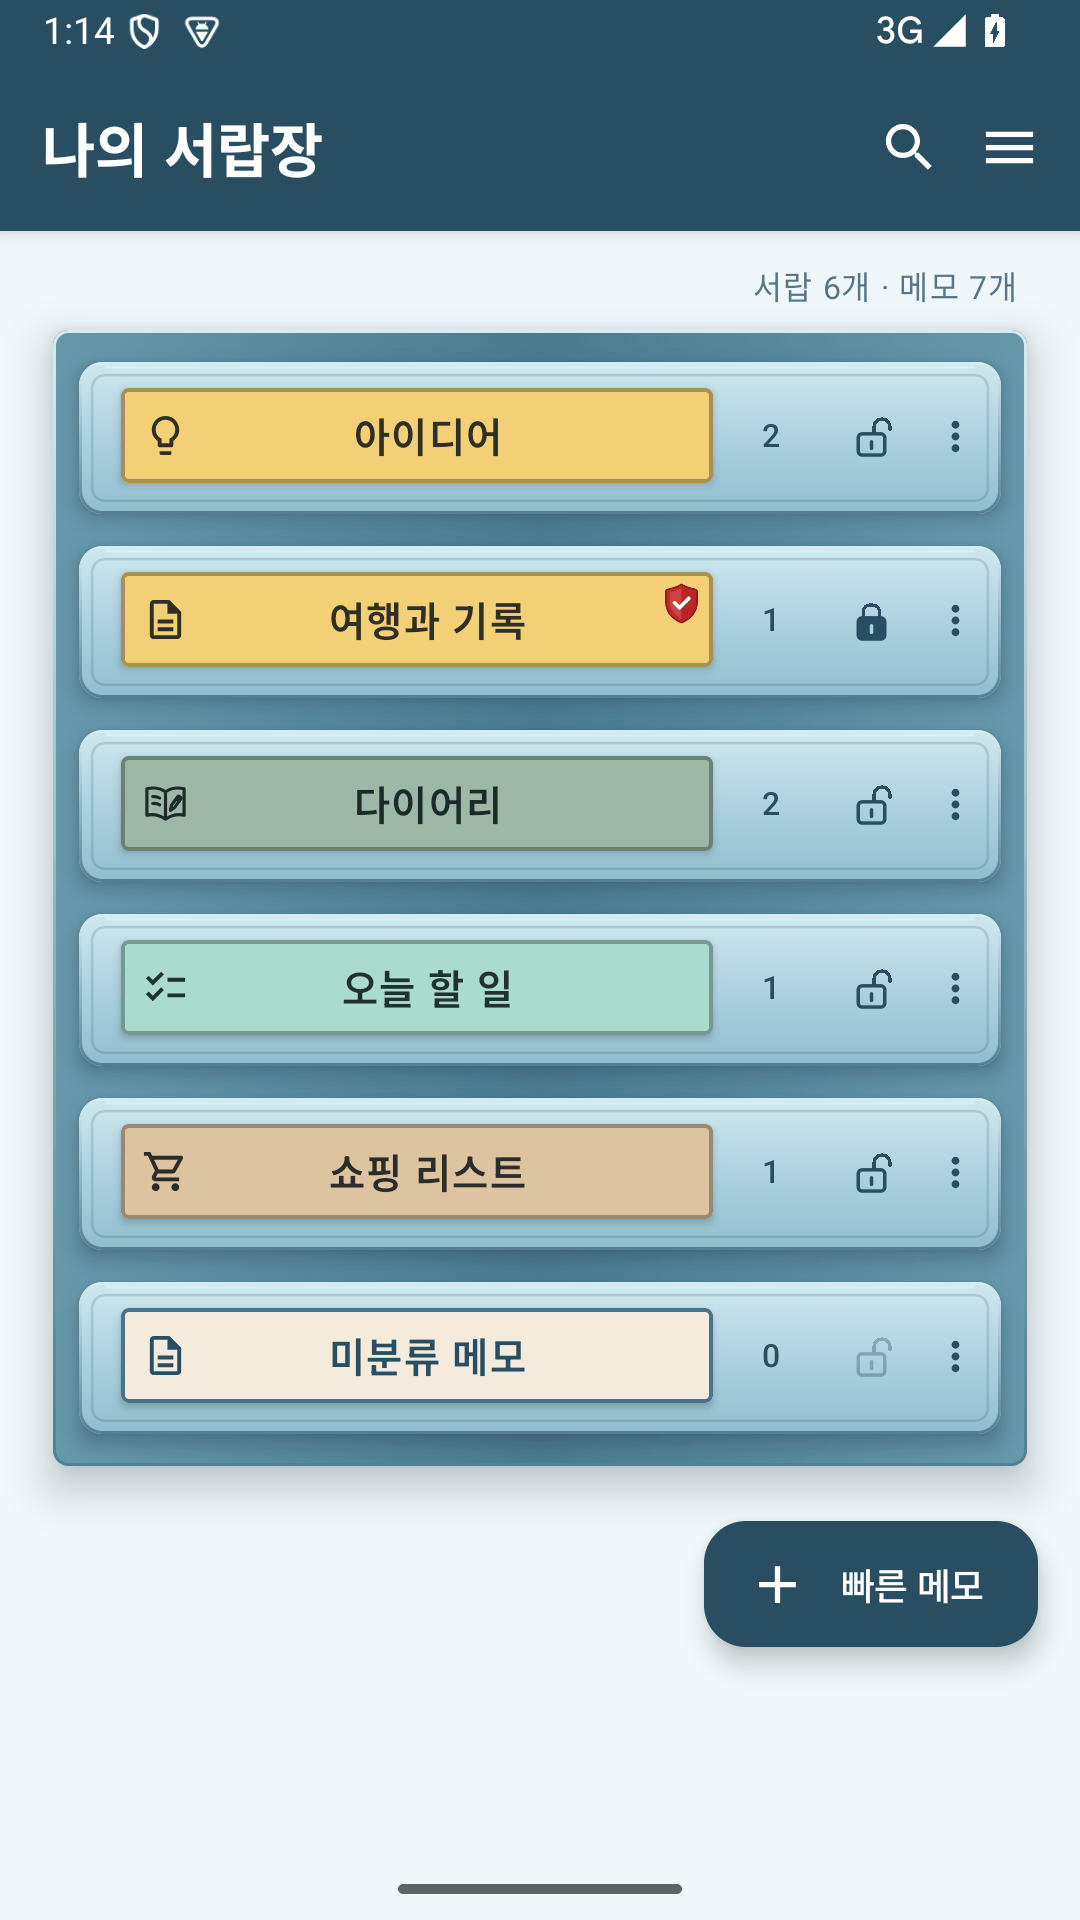 1:14
3G
나의 서랍장
서랍 6개 · 메모 7개
아이디어 2
여행과 기록 1
다이어리 2
오늘 할 일 1
쇼핑 리스트 1
미분류 메모 0
빠른 메모